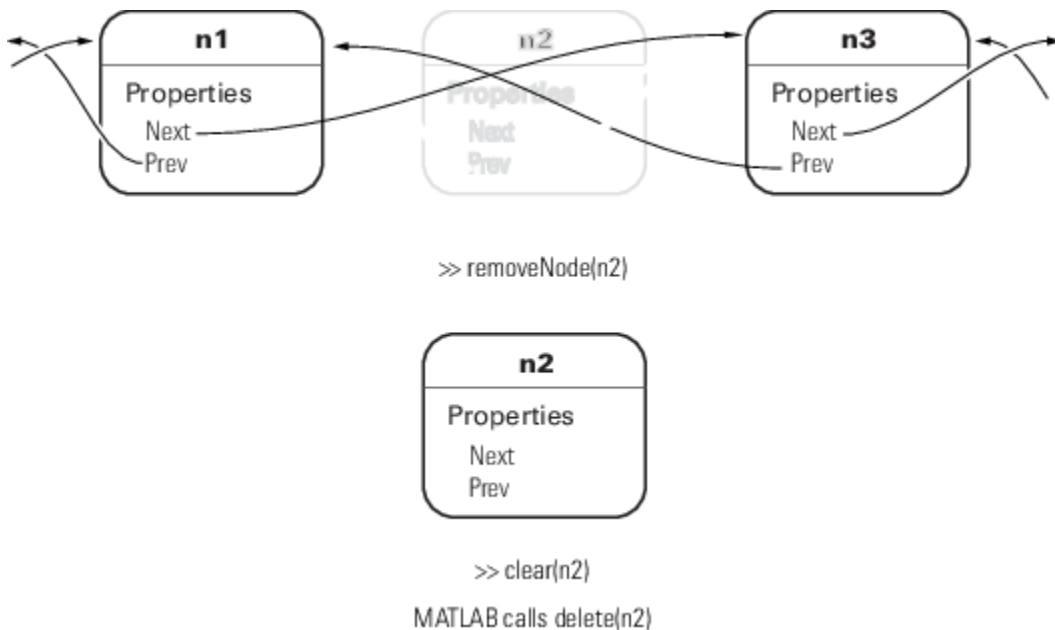 n1
Properties
Next
Prev
n2
Properties
Next
Prev
n3
Properties
Next
Prev
>> removeNode(n2)
n2
Properties
Next
Prev
>> clear(n2)
MATLAB calls delete(n2)